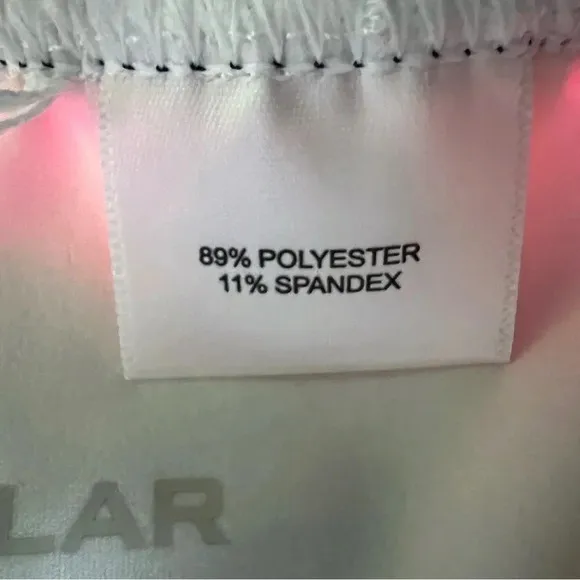 89% POLYESTER
11% SPANDEX
LAR